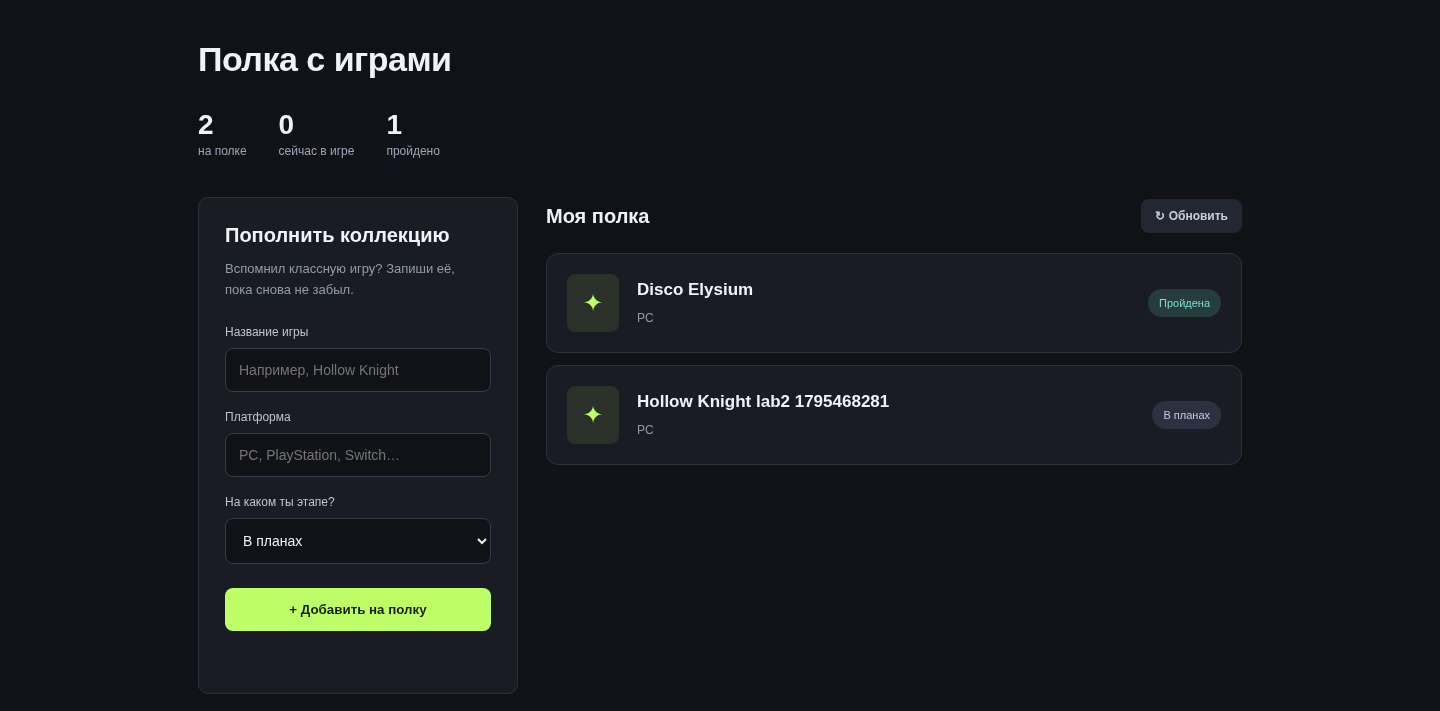 Полка с играми
2
на полке
0
сейчас в игре
1
пройдено
Пополнить коллекцию
Вспомнил классную игру? Запиши её,
пока снова не забыл.
Название игры
Например, Hollow Knight
Платформа
PC, PlayStation, Switch…
На каком ты этапе?
В планах
+ Добавить на полку
Моя полка
↻ Обновить
Disco Elysium
PC
Пройдена
Hollow Knight lab2 1795468281
PC
В планах